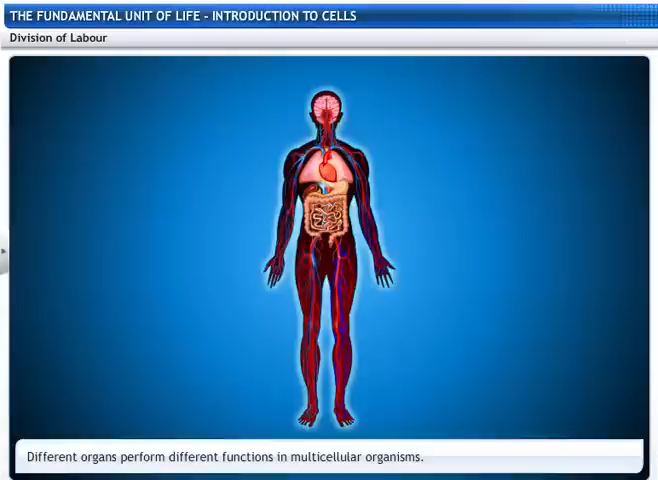 THE FUNDAMENTAL UNIT OF LIFE - INTRODUCTION TO CELLS
Division of Labour
Different organs perform different functions in multicellular organisms.